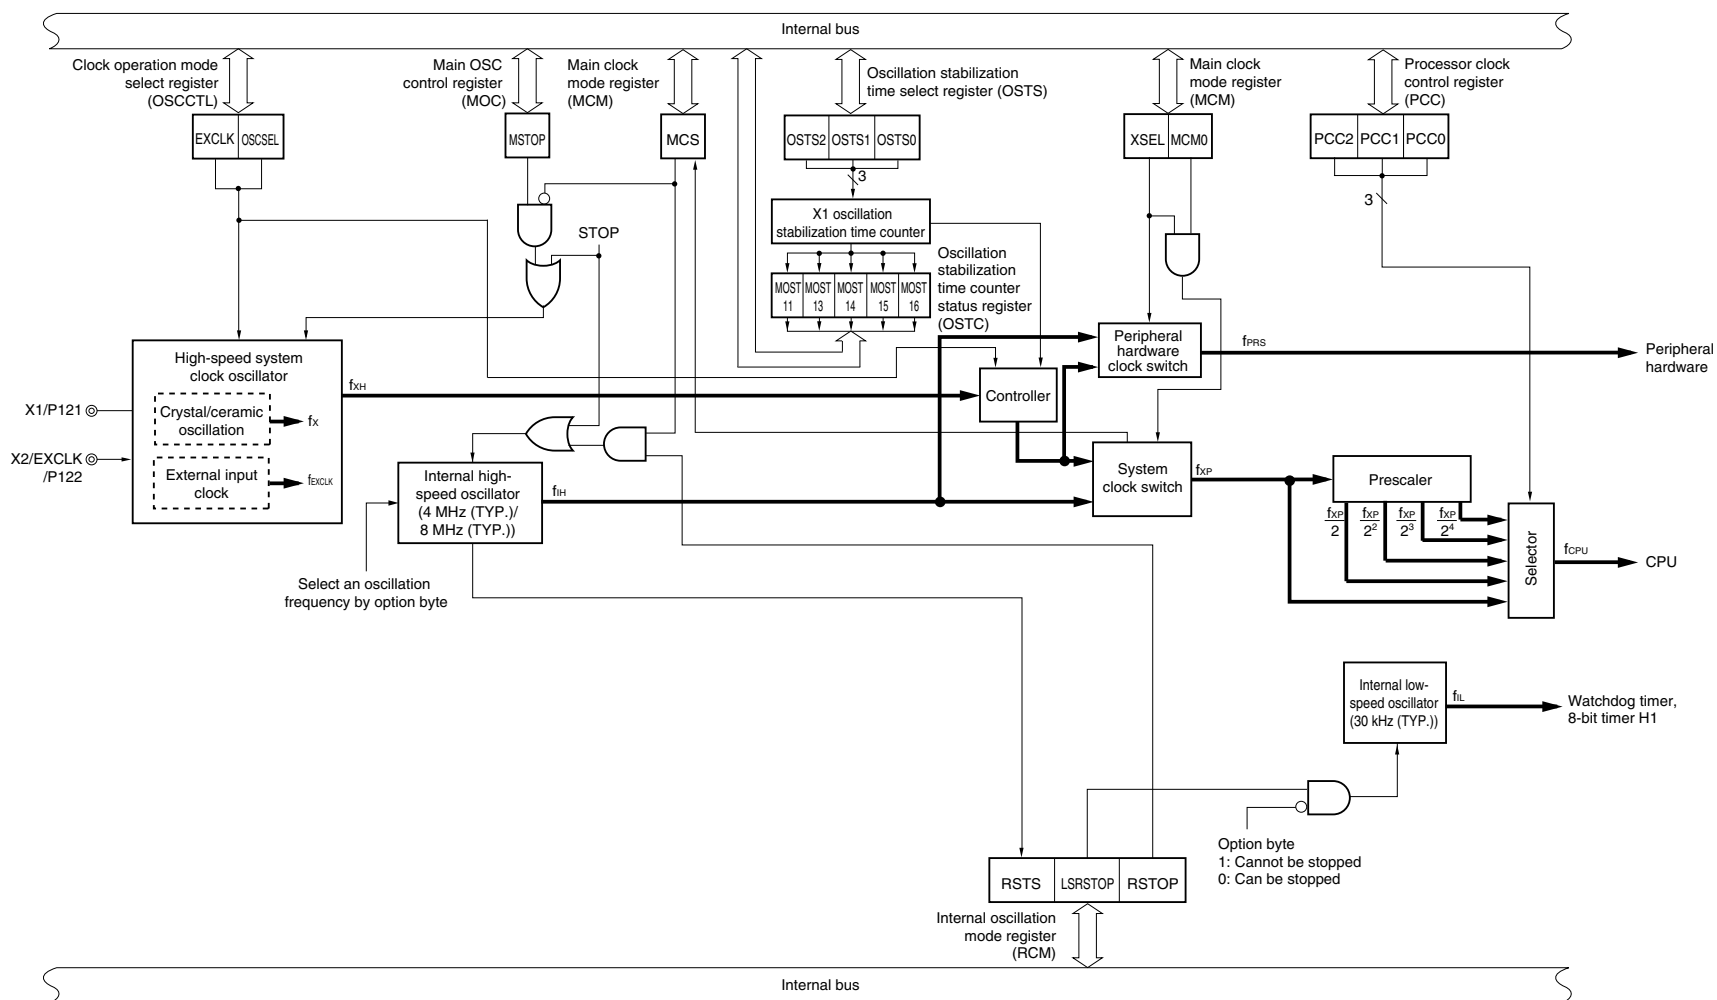 Internal bus
Clock operation mode
select register
(OSCCTL)
Main OSC
control register
(MOC)
Main clock
mode register
(MCM)
Oscillation stabilization
time select register (OSTS)
Main clock
mode register
(MCM)
Processor clock
control register
(PCC)
EXCLK OSCSEL
MSTOP
MCS
OSTS2 OSTS1 OSTS0
XSEL MCM0
PCC2 PCC1 PCC0
3
3
X1 oscillation
stabilization time counter
STOP
Oscillation
stabilization
time counter
status register
(OSTC)
MOST MOST MOST MOST MOST
11 13 14 15 16
High-speed system
clock oscillator
Crystal/ceramic
oscillation
fX
External input
clock
fEXCLK
X1/P121
X2/EXCLK
/P122
fXH
Controller
Peripheral
hardware
clock switch
fPRS
Peripheral
hardware
Internal high-
speed oscillator
(4 MHz (TYP.)/
8 MHz (TYP.))
fIH
System
clock switch
fXP
Prescaler
fXP
2
fXP
2²
fXP
2³
fXP
2⁴
Selector
fCPU
CPU
Select an oscillation
frequency by option byte
Internal low-
speed oscillator
(30 kHz (TYP.))
fIL
Watchdog timer,
8-bit timer H1
Option byte
1: Cannot be stopped
0: Can be stopped
RSTS LSRSTOP RSTOP
Internal oscillation
mode register
(RCM)
Internal bus